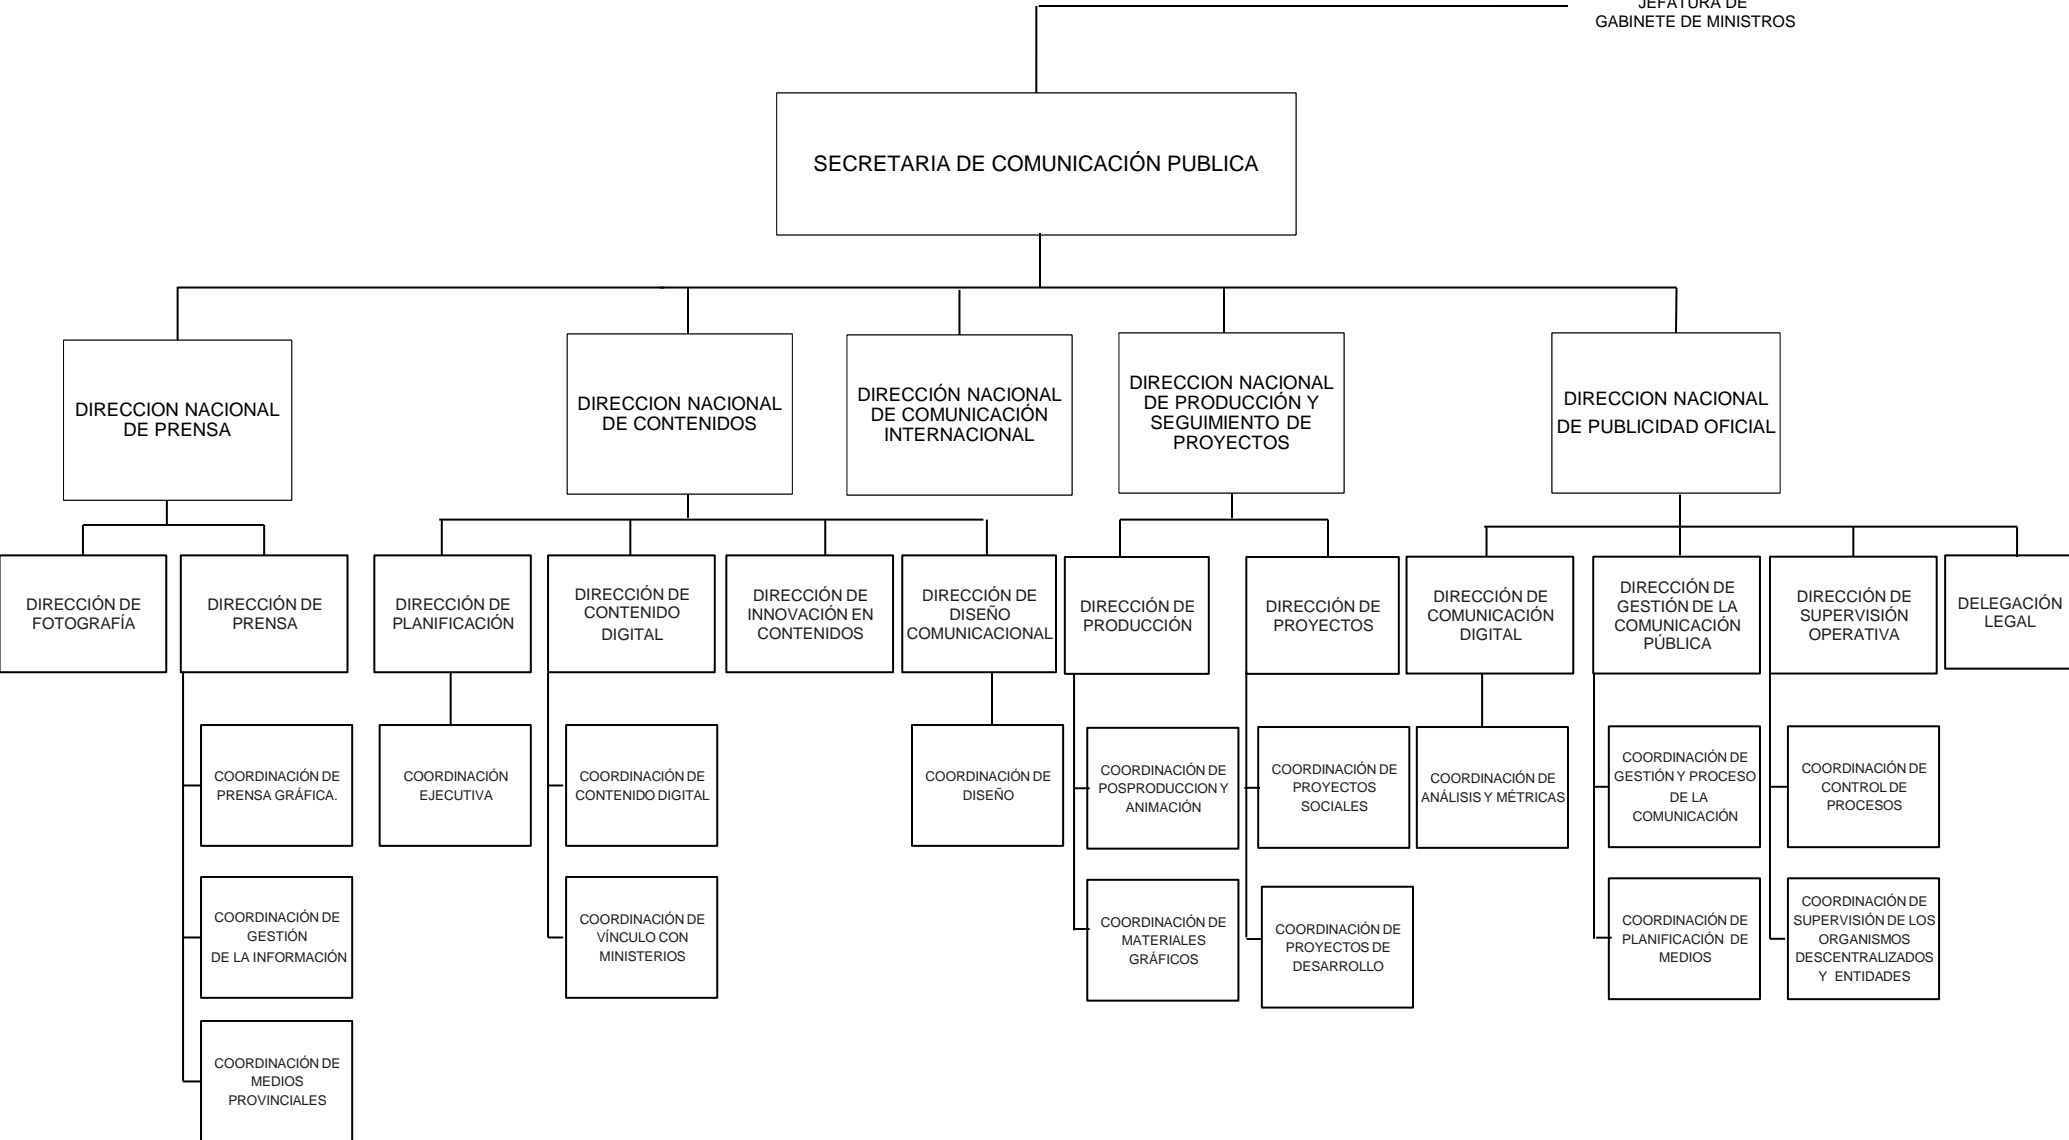 JEFATURA DE
GABINETE DE MINISTROS
SECRETARIA DE COMUNICACIÓN PUBLICA
DIRECCION NACIONAL
DE PRENSA
DIRECCION NACIONAL
DE CONTENIDOS
DIRECCIÓN NACIONAL
DE COMUNICACIÓN
INTERNACIONAL
DIRECCION NACIONAL
DE PRODUCCIÓN Y
SEGUIMIENTO DE
PROYECTOS
DIRECCION NACIONAL
DE PUBLICIDAD OFICIAL
DIRECCIÓN DE
FOTOGRAFÍA
DIRECCIÓN DE
PRENSA
DIRECCIÓN DE
PLANIFICACIÓN
DIRECCIÓN DE
CONTENIDO
DIGITAL
DIRECCIÓN DE
INNOVACIÓN EN
CONTENIDOS
DIRECCIÓN DE
DISEÑO
COMUNICACIONAL
DIRECCIÓN DE
PRODUCCIÓN
DIRECCIÓN DE
PROYECTOS
DIRECCIÓN DE
COMUNICACIÓN
DIGITAL
DIRECCIÓN DE
GESTIÓN DE LA
COMUNICACIÓN
PÚBLICA
DIRECCIÓN DE
SUPERVISIÓN
OPERATIVA
DELEGACIÓN
LEGAL
COORDINACIÓN DE
PRENSA GRÁFICA.
COORDINACIÓN
EJECUTIVA
COORDINACIÓN DE
CONTENIDO DIGITAL
COORDINACIÓN DE
DISEÑO
COORDINACIÓN DE
POSPRODUCCION Y
ANIMACIÓN
COORDINACIÓN DE
PROYECTOS
SOCIALES
COORDINACIÓN DE
ANÁLISIS Y MÉTRICAS
COORDINACIÓN DE
GESTIÓN Y PROCESO
DE LA
COMUNICACIÓN
COORDINACIÓN DE
CONTROL DE
PROCESOS
COORDINACIÓN DE
GESTIÓN
DE LA INFORMACIÓN
COORDINACIÓN DE
VÍNCULO CON
MINISTERIOS
COORDINACIÓN DE
MATERIALES
GRÁFICOS
COORDINACIÓN DE
PROYECTOS DE
DESARROLLO
COORDINACIÓN DE
PLANIFICACIÓN DE
MEDIOS
COORDINACIÓN DE
SUPERVISIÓN DE LOS
ORGANISMOS
DESCENTRALIZADOS
Y ENTIDADES
COORDINACIÓN DE
MEDIOS
PROVINCIALES